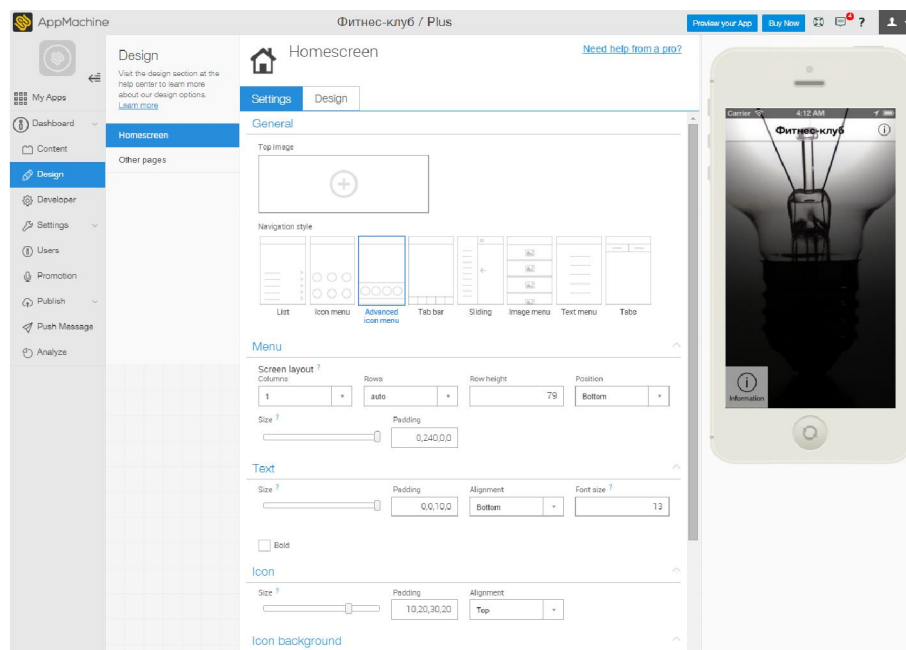 AppMachine
Фитнес-клуб / Plus
Preview your App
Buy Now
4
?
My Apps
Dashboard
Content
Design
Developer
Settings
Users
Promotion
Publish
Push Message
Analyze
Design
Visit the design section at the
help center to learn more
about our design options.
Learn more
Homescreen
Other pages
Homescreen
Need help from a pro?
Settings
Design
General
Top image
Navigation style
List
Icon menu
Advanced
icon menu
Tab bar
Sliding
Image menu
Text menu
Tabs
Menu
Screen layout ?
Columns
Rows
Row height
Position
1
auto
79
Bottom
Size ?
Padding
0,240,0,0
Text
Size ?
Padding
Alignment
Font size ?
0,0,10,0
Bottom
13
Bold
Icon
Size ?
Padding
Alignment
10,20,30,20
Top
Icon background
Carrier
4:12 AM
Фитнес-клуб
Information